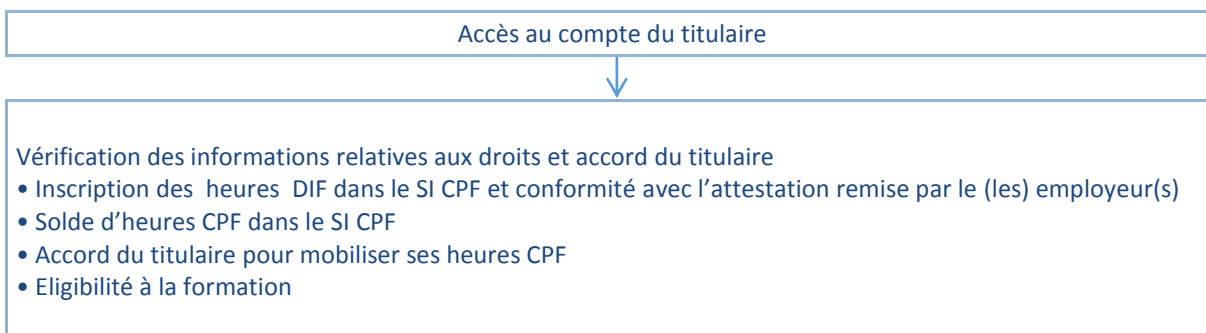 Accès au compte du titulaire
Vérification des informations relatives aux droits et accord du titulaire
• Inscription des heures DIF dans le SI CPF et conformité avec l’attestation remise par le (les) employeur(s)
• Solde d’heures CPF dans le SI CPF
• Accord du titulaire pour mobiliser ses heures CPF
• Eligibilité à la formation